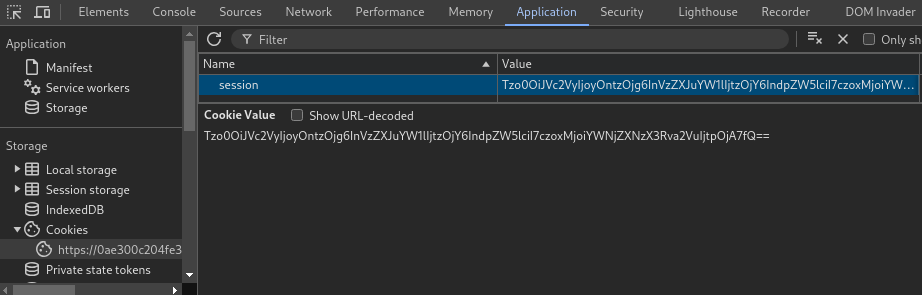 Elements Console Sources Network Performance Memory Application Security Lighthouse Recorder DOM Invader
Application
Manifest
Service workers
Storage
Storage
Local storage
Session storage
IndexedDB
Cookies
https://0ae300c204fe3
Private state tokens
Filter Only sh
Name Value
session Tzo0OiJVc2VyIjoyOntzOjg6InVzZXJuYW1lIjtzOjY6IndpZW5lciI7czoxMjoiYW…
Cookie Value Show URL-decoded
Tzo0OiJVc2VyIjoyOntzOjg6InVzZXJuYW1lIjtzOjY6IndpZW5lciI7czoxMjoiYWNjZXNzX3Rva2VuIjtpOjA7fQ==